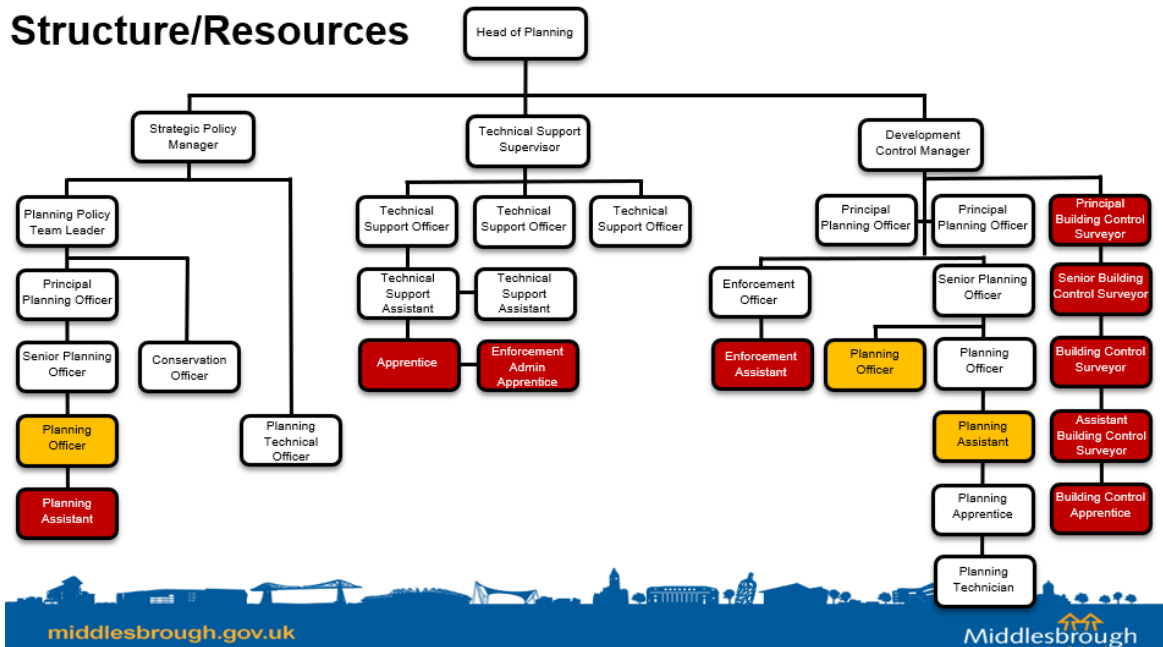 Structure/Resources
Head of Planning
Strategic Policy
Manager
Technical Support
Supervisor
Development
Control Manager
Planning Policy
Team Leader
Principal
Planning Officer
Senior Planning
Officer
Conservation
Officer
Planning
Officer
Planning
Technical
Officer
Planning
Assistant
Technical
Support Officer
Technical
Support Officer
Technical
Support Officer
Technical
Support
Assistant
Technical
Support
Assistant
Apprentice
Enforcement
Admin
Apprentice
Principal
Planning Officer
Principal
Planning Officer
Principal
Building Control
Surveyor
Enforcement
Officer
Senior Planning
Officer
Senior Building
Control Surveyor
Enforcement
Assistant
Planning
Officer
Planning
Officer
Building Control
Surveyor
Planning
Assistant
Assistant
Building Control
Surveyor
Planning
Apprentice
Building Control
Apprentice
Planning
Technician
middlesbrough.gov.uk
Middlesbrough